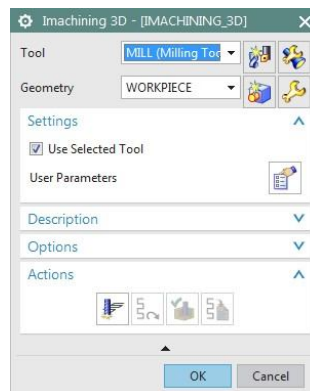 Imachining 3D - [IMACHINING_3D]
Tool MILL (Milling Too
Geometry WORKPIECE
Settings
Use Selected Tool
User Parameters
Description
Options
Actions
OK Cancel